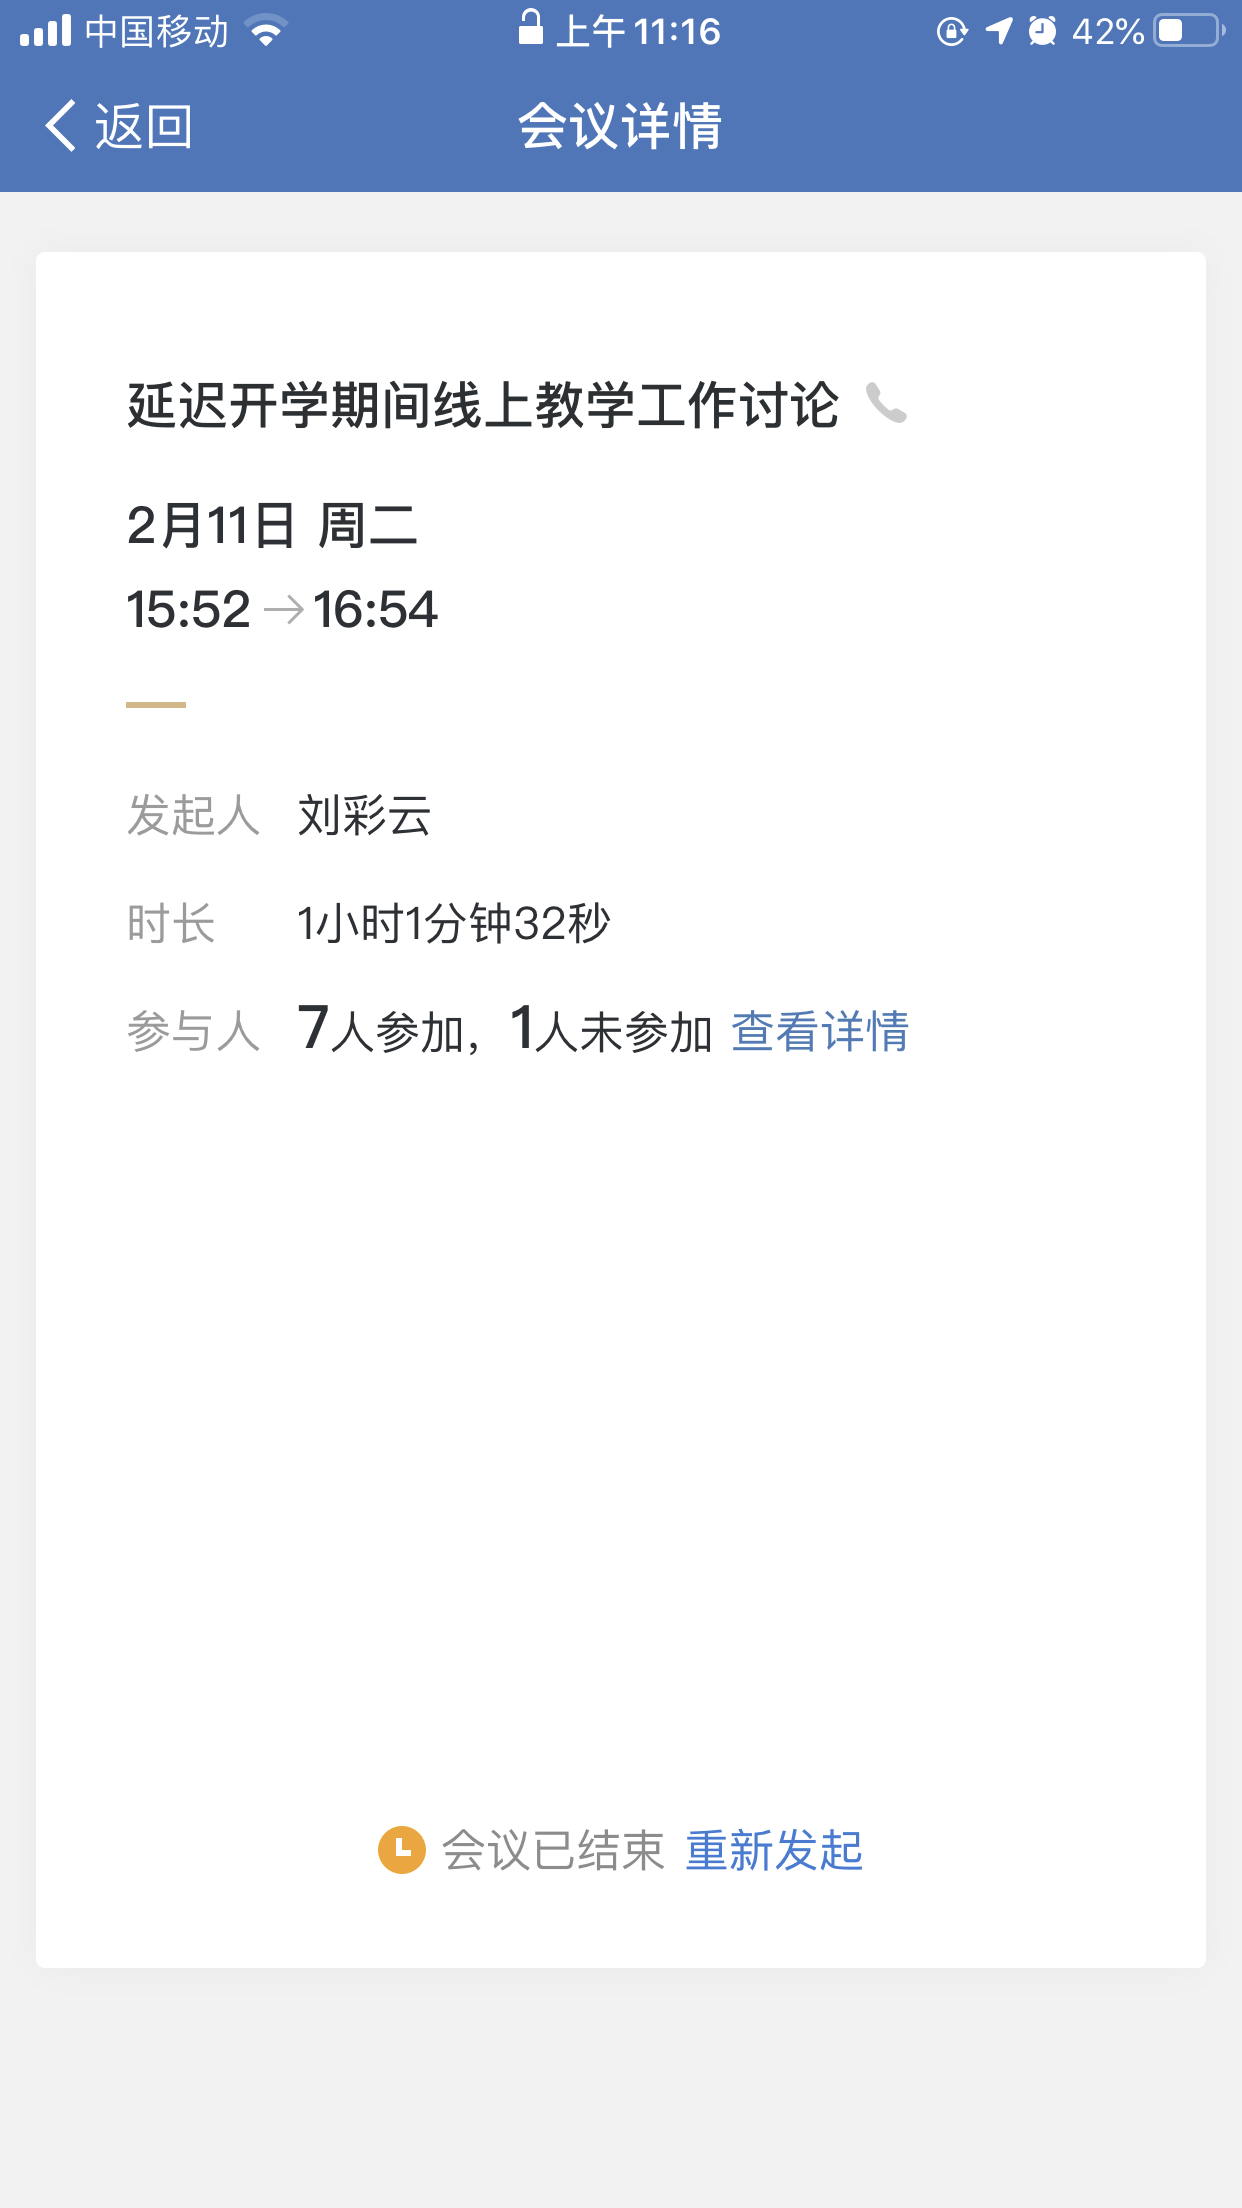 中国移动 上午 11:16 42%
返回 会议详情
延迟开学期间线上教学工作讨论
2月11日 周二
15:52 → 16:54
发起人 刘彩云
时长 1小时1分钟32秒
参与人 7人参加，1人未参加 查看详情
会议已结束 重新发起